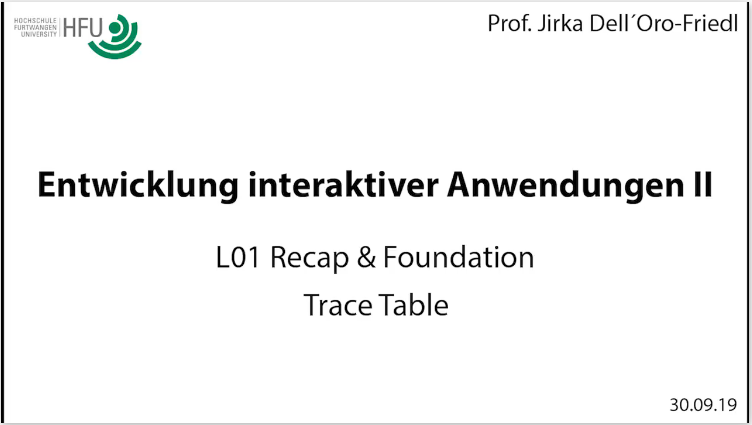 HOCHSCHULE
FURTWANGEN
UNIVERSITY
HFU
Prof. Jirka Dell´Oro-Friedl
Entwicklung interaktiver Anwendungen II
L01 Recap & Foundation
Trace Table
30.09.19